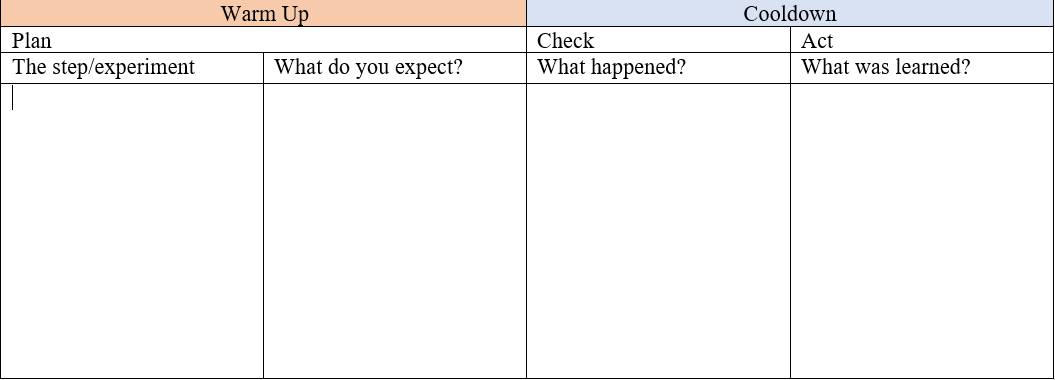 Warm Up Cooldown
Plan Check Act
The step/experiment What do you expect? What happened? What was learned?